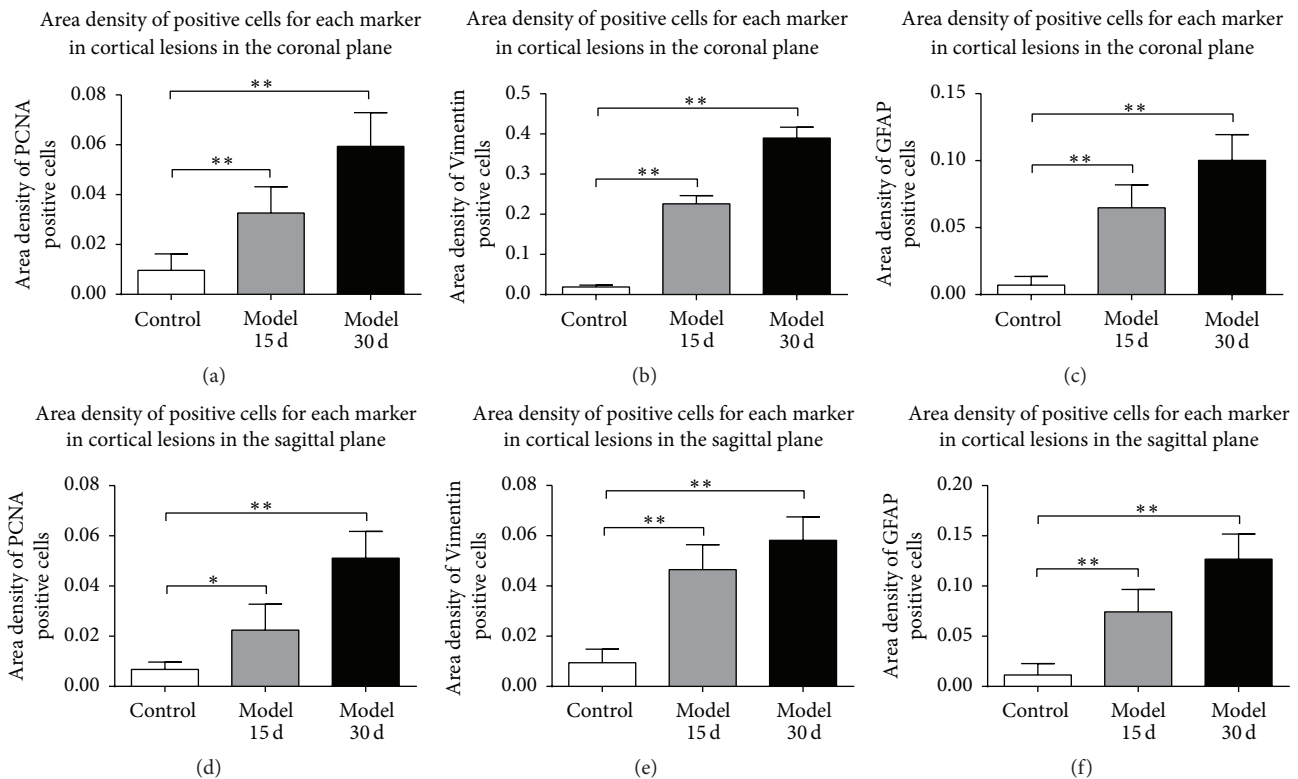 Area density of positive cells for each marker
in cortical lesions in the coronal plane
Area density of PCNA
positive cells
0.08
0.06
0.04
0.02
0.00
**
**
Control
Model
15 d
Model
30 d
(a)
Area density of positive cells for each marker
in cortical lesions in the coronal plane
Area density of Vimentin
positive cells
0.5
0.4
0.3
0.2
0.1
0.0
**
**
Control
Model
15 d
Model
30 d
(b)
Area density of positive cells for each marker
in cortical lesions in the coronal plane
Area density of GFAP
positive cells
0.15
0.10
0.05
0.00
**
**
Control
Model
15 d
Model
30 d
(c)
Area density of positive cells for each marker
in cortical lesions in the sagittal plane
Area density of PCNA
positive cells
0.08
0.06
0.04
0.02
0.00
**
*
Control
Model
15 d
Model
30 d
(d)
Area density of positive cells for each marker
in cortical lesions in the sagittal plane
Area density of Vimentin
positive cells
0.08
0.06
0.04
0.02
0.00
**
**
Control
Model
15 d
Model
30 d
(e)
Area density of positive cells for each marker
in cortical lesions in the sagittal plane
Area density of GFAP
positive cells
0.20
0.15
0.10
0.05
0.00
**
**
Control
Model
15 d
Model
30 d
(f)